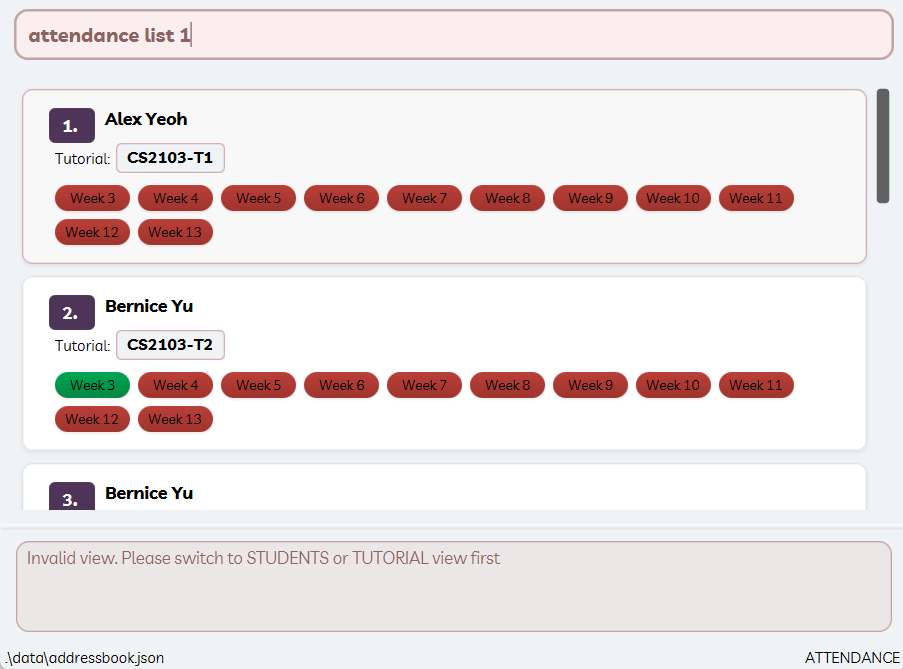 attendance list 1
1. Alex Yeoh
Tutorial: CS2103-T1
Week 3 Week 4 Week 5 Week 6 Week 7 Week 8 Week 9 Week 10 Week 11
Week 12 Week 13
2. Bernice Yu
Tutorial: CS2103-T2
Week 3 Week 4 Week 5 Week 6 Week 7 Week 8 Week 9 Week 10 Week 11
Week 12 Week 13
3. Bernice Yu
Invalid view. Please switch to STUDENTS or TUTORIAL view first
.\data\addressbook.json ATTENDANCE